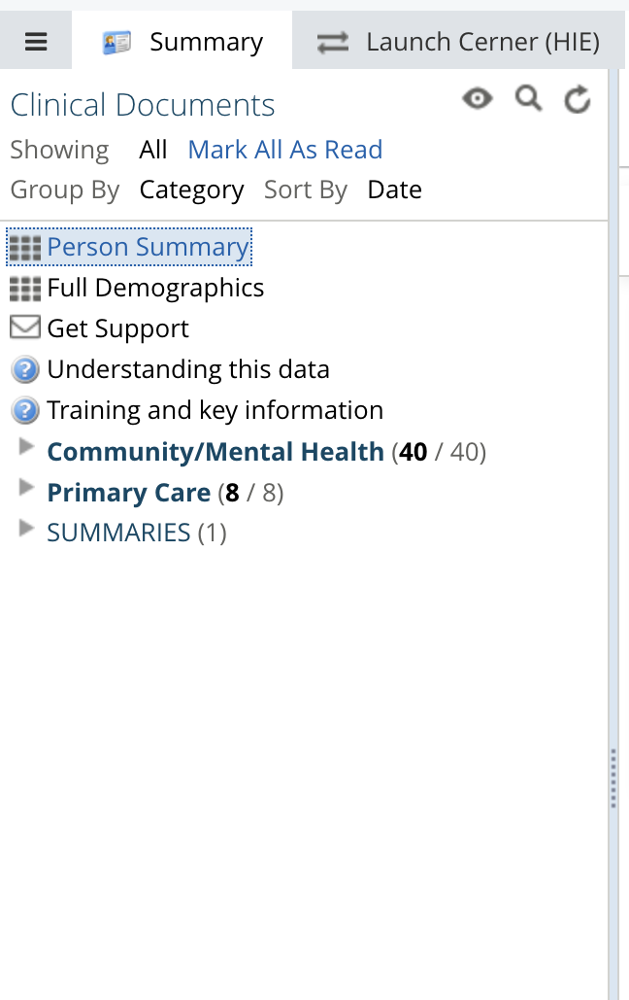 Summary Launch Cerner (HIE)
Clinical Documents
Showing All Mark All As Read
Group By Category Sort By Date
Person Summary
Full Demographics
Get Support
Understanding this data
Training and key information
Community/Mental Health (40 / 40)
Primary Care (8 / 8)
SUMMARIES (1)